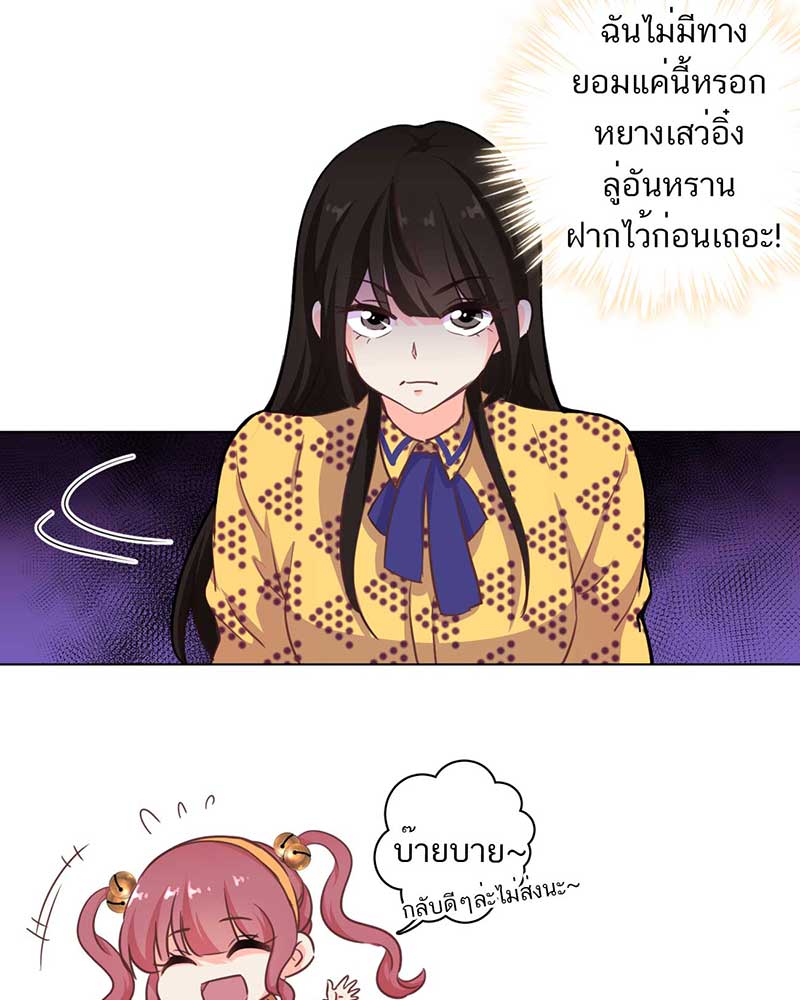 ฉันไม่มีทาง
ยอมแค่นี้หรอก
หยางเสว่อิ๋ง
ลู่อันหราน
ฝากไว้ก่อนเถอะ!
บ๊ายบาย~
กลับดีๆล่ะไม่ส่งนะ~